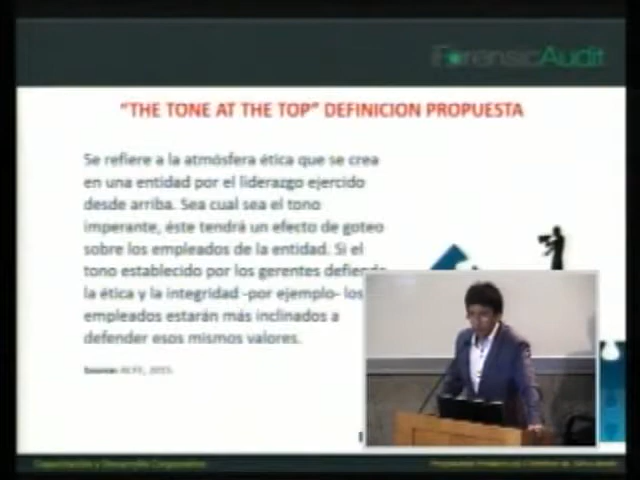 iForensicAudit
"THE TONE AT THE TOP" DEFINICION PROPUESTA
Se refiere a la atmósfera ética que se crea
en una entidad por el liderazgo ejercido
desde arriba. Sea cual sea el tono
imperante, éste tendrá un efecto de goteo
sobre los empleados de la entidad. Si el
tono establecido por los gerentes defiende
la ética y la integridad -por ejemplo- los
empleados estarán más inclinados a
defender esos mismos valores.
Source: ACFE, 2015.
Capacitación y Desarrollo Corporativo